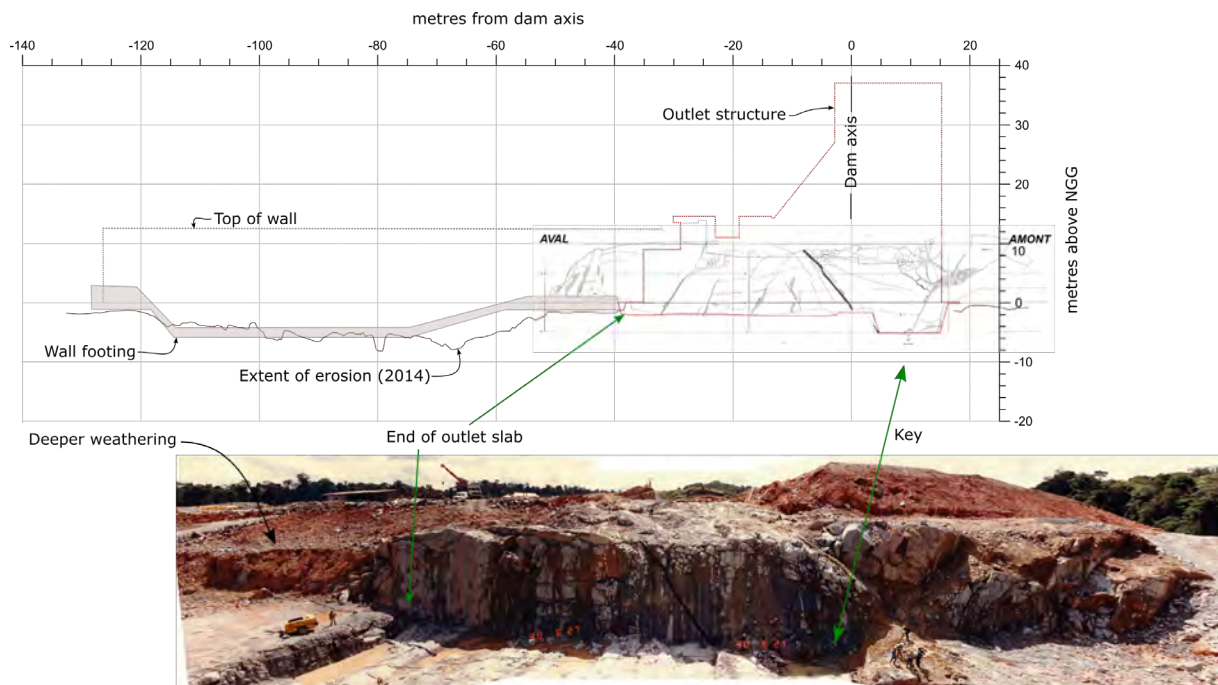 metres from dam axis
-140 -120 -100 -80 -60 -40 -20 0 20
40
30
20
10
0
-10
-20
metres above NGG
Outlet structure
Dam axis
Top of wall
AVAL
AMONT
Wall footing
Extent of erosion (2014)
Deeper weathering
End of outlet slab
Key